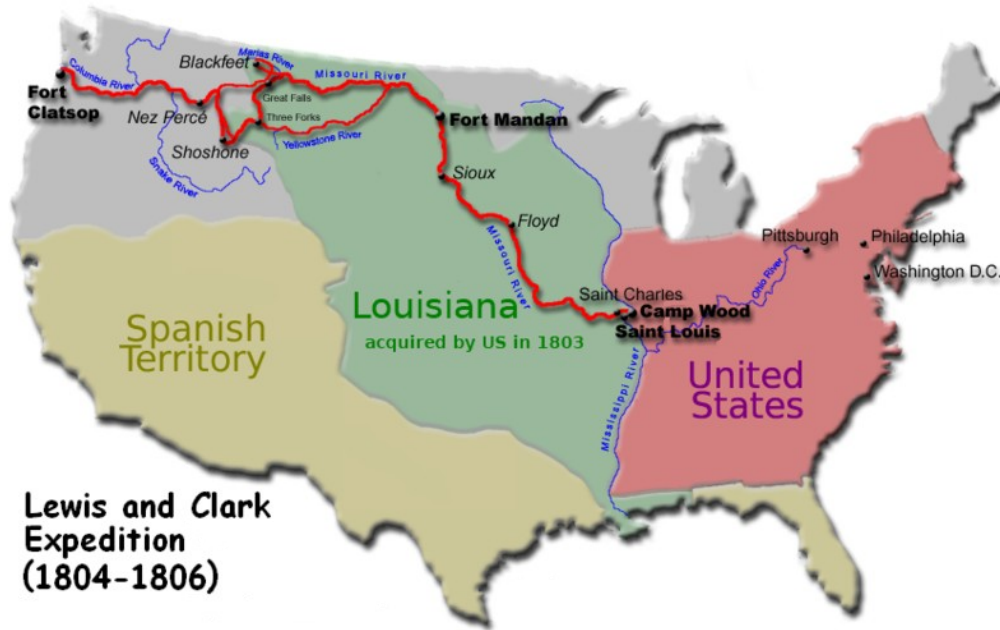 Marias River
Blackfeet
Missouri River
Columbia River
Fort
Clatsop
Great Falls
Nez Perce
Three Forks
Fort Mandan
Yellowstone River
Shoshone
Snake River
Sioux
Floyd
Missouri River
Pittsburgh
Philadelphia
Ohio River
Washington D.C.
Saint Charles
Camp Wood
Saint Louis
Louisiana
acquired by US in 1803
Spanish
Territory
United
States
Mississippi River
Lewis and Clark
Expedition
(1804-1806)